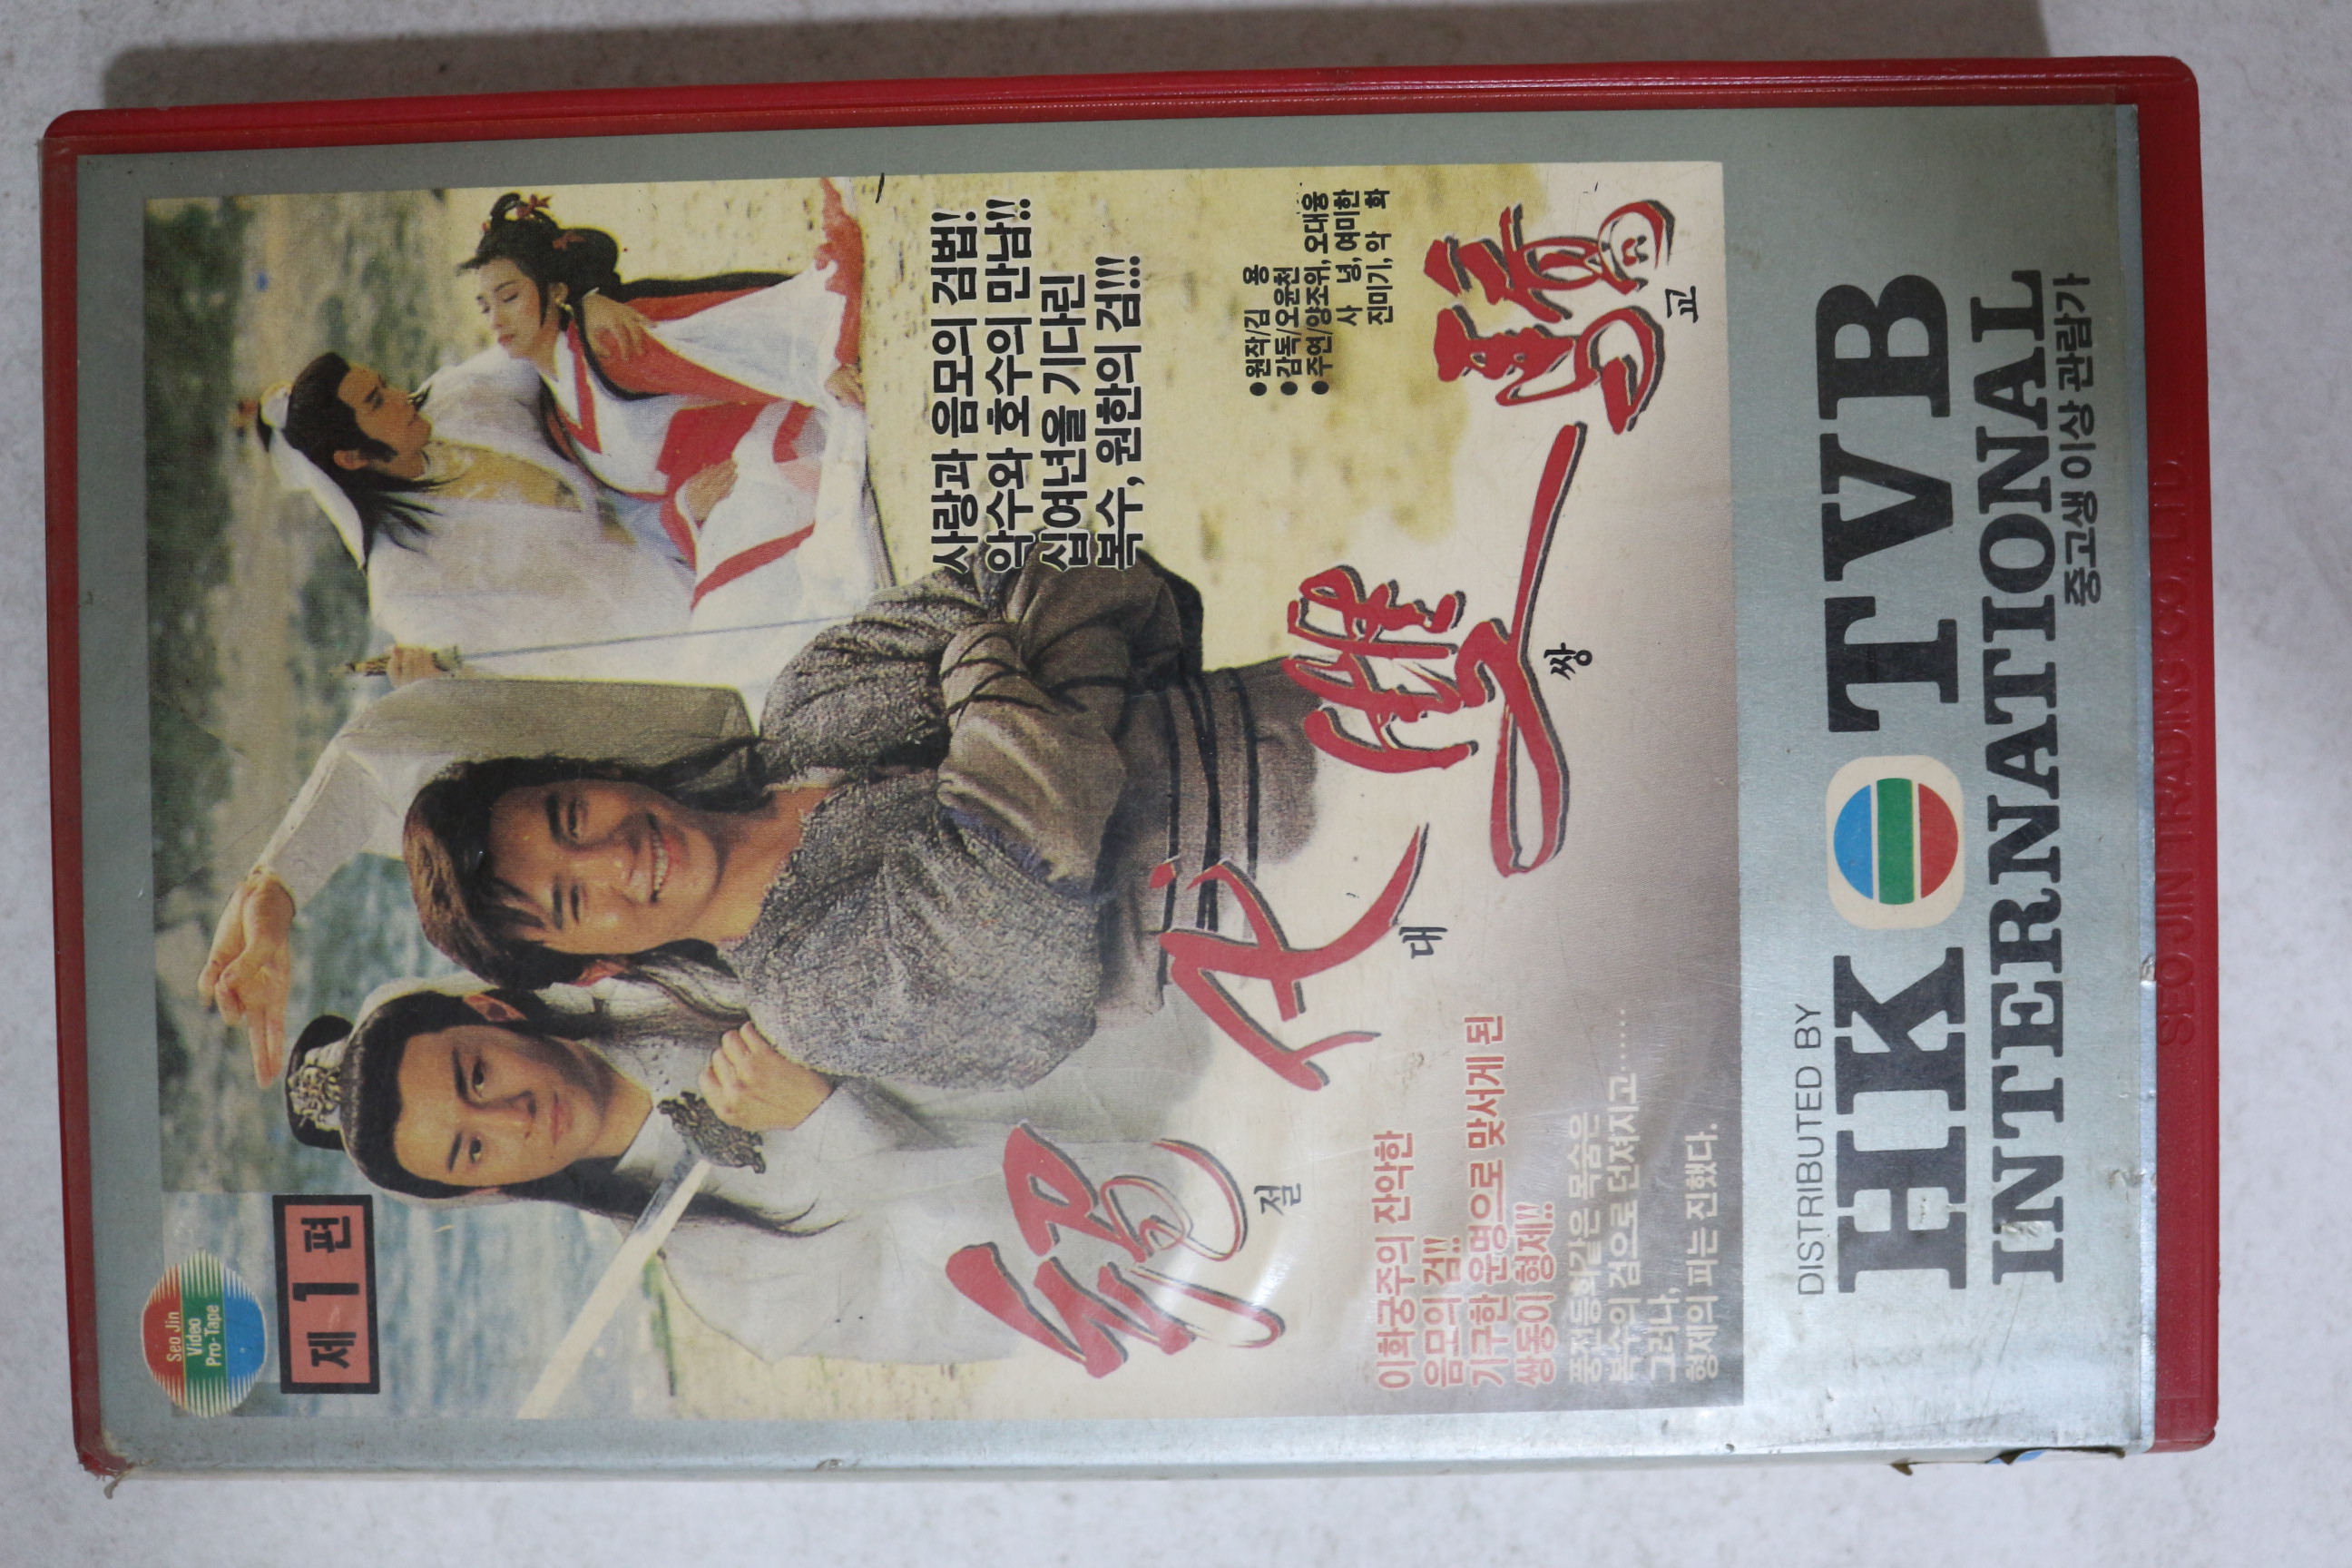 Seo Jin
Video
Pro-Tape
제 1 편
사랑과 음모의 검법!
악수와 호수의 만남!!
십여년을 기다린
복수, 원한의 검!!!
●원작/김 용
●감독/오윤천
●주연/양조위, 오대융
사 녕, 예미한
진미기, 악 화
絕代雙驕
절 대 쌍 교
이화궁주의 잔악한
음모의 검!!
기구한 운명으로 맞서게 된
쌍둥이 형제!!
풍전등화같은 목숨은
복수의 검으로 던져지고……
그러나,
형제의 피는 진했다.
DISTRIBUTED BY
HK TVB
INTERNATIONAL
중고생 이상 관람가
SEO JIN TRADING CO., LTD.